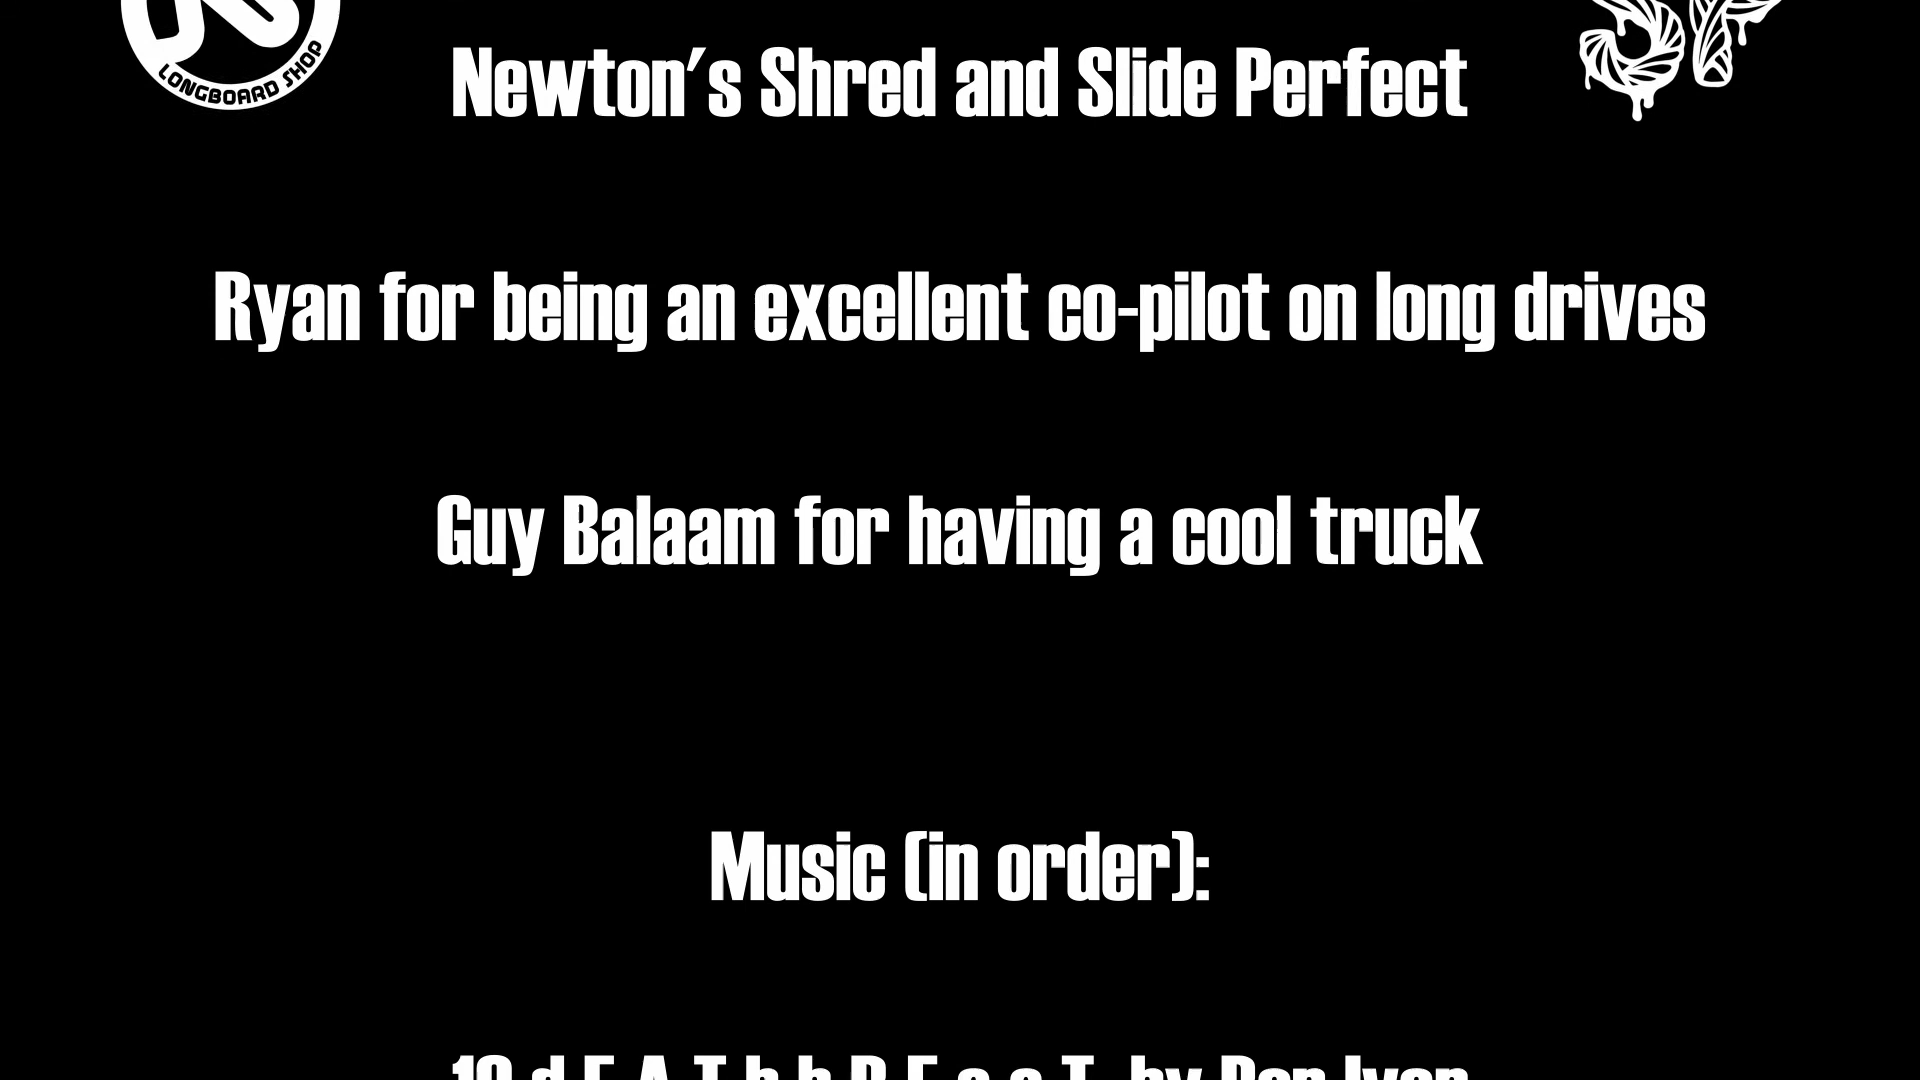 LONGBOARD SHOP
Newton's Shred and Slide Perfect
Ryan for being an excellent co-pilot on long drives
Guy Balaam for having a cool truck
Music (in order):